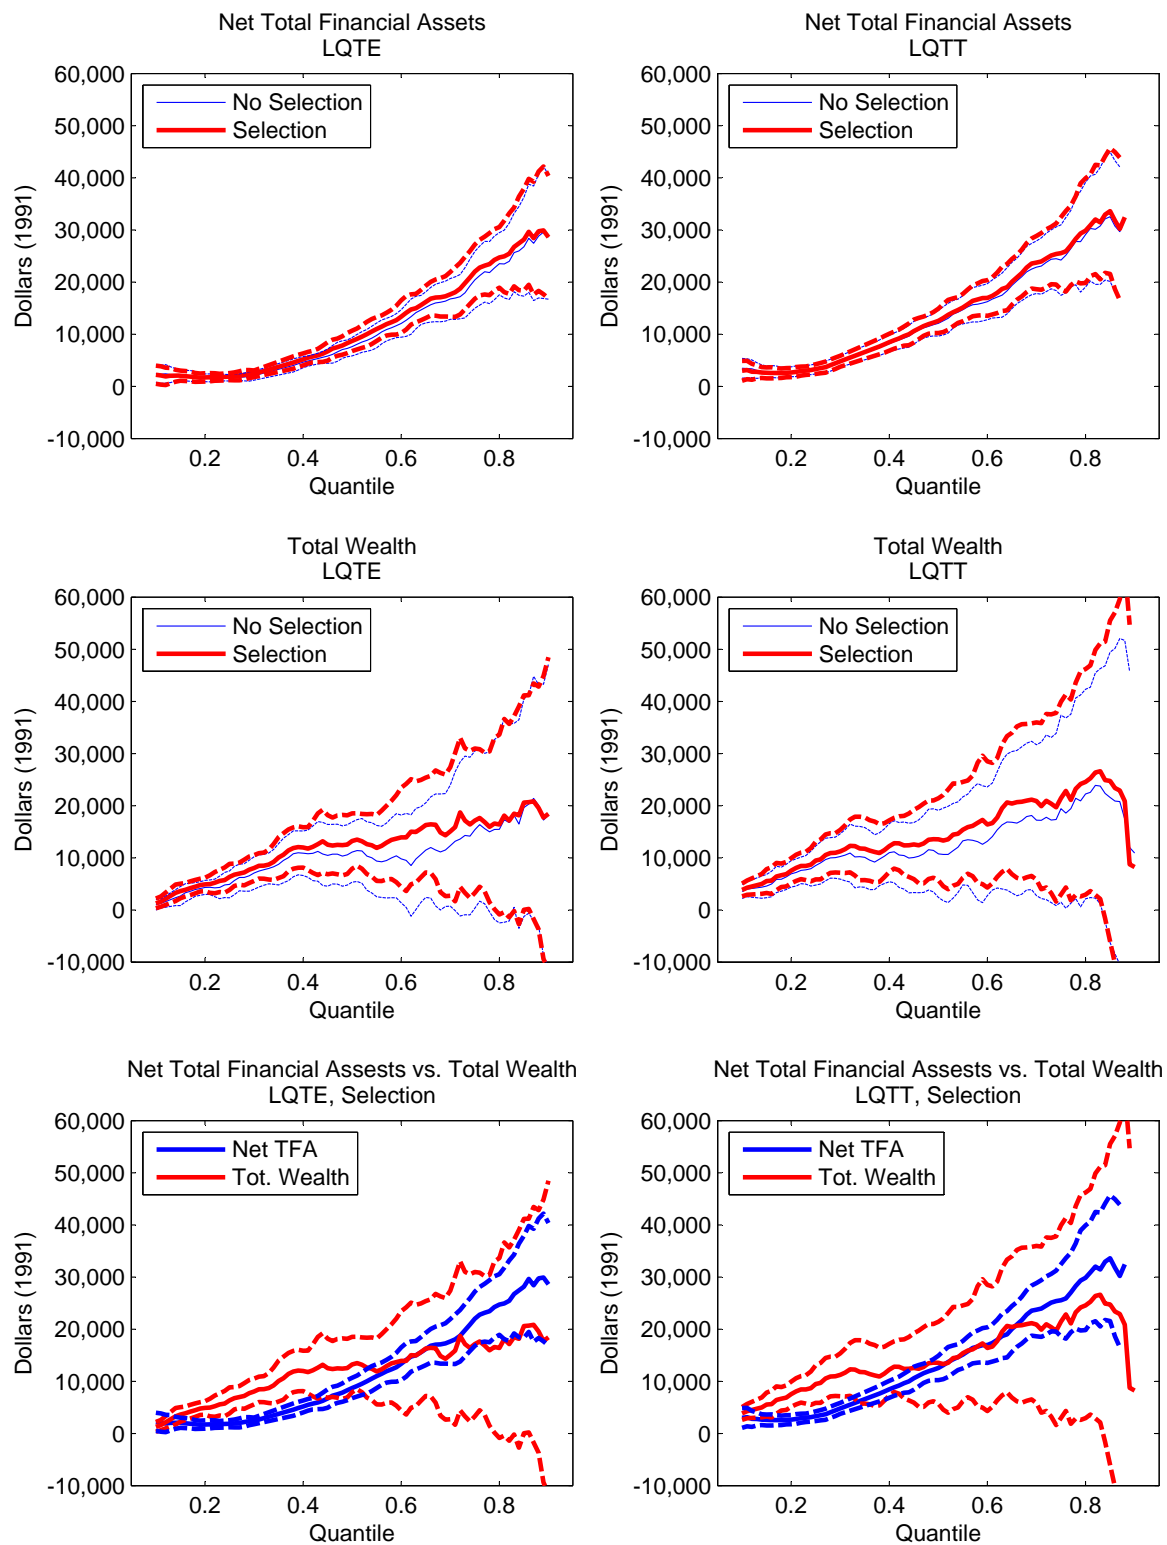 Net Total Financial Assets
LQTE
60,000
50,000
40,000
30,000
20,000
10,000
0
-10,000
Dollars (1991)
No Selection
Selection
0.2 0.4 0.6 0.8
Quantile
Net Total Financial Assets
LQTT
60,000
50,000
40,000
30,000
20,000
10,000
0
-10,000
Dollars (1991)
No Selection
Selection
0.2 0.4 0.6 0.8
Quantile
Total Wealth
LQTE
60,000
50,000
40,000
30,000
20,000
10,000
0
-10,000
Dollars (1991)
No Selection
Selection
0.2 0.4 0.6 0.8
Quantile
Total Wealth
LQTT
60,000
50,000
40,000
30,000
20,000
10,000
0
-10,000
Dollars (1991)
No Selection
Selection
0.2 0.4 0.6 0.8
Quantile
Net Total Financial Assests vs. Total Wealth
LQTE, Selection
60,000
50,000
40,000
30,000
20,000
10,000
0
-10,000
Dollars (1991)
Net TFA
Tot. Wealth
0.2 0.4 0.6 0.8
Quantile
Net Total Financial Assests vs. Total Wealth
LQTT, Selection
60,000
50,000
40,000
30,000
20,000
10,000
0
-10,000
Dollars (1991)
Net TFA
Tot. Wealth
0.2 0.4 0.6 0.8
Quantile